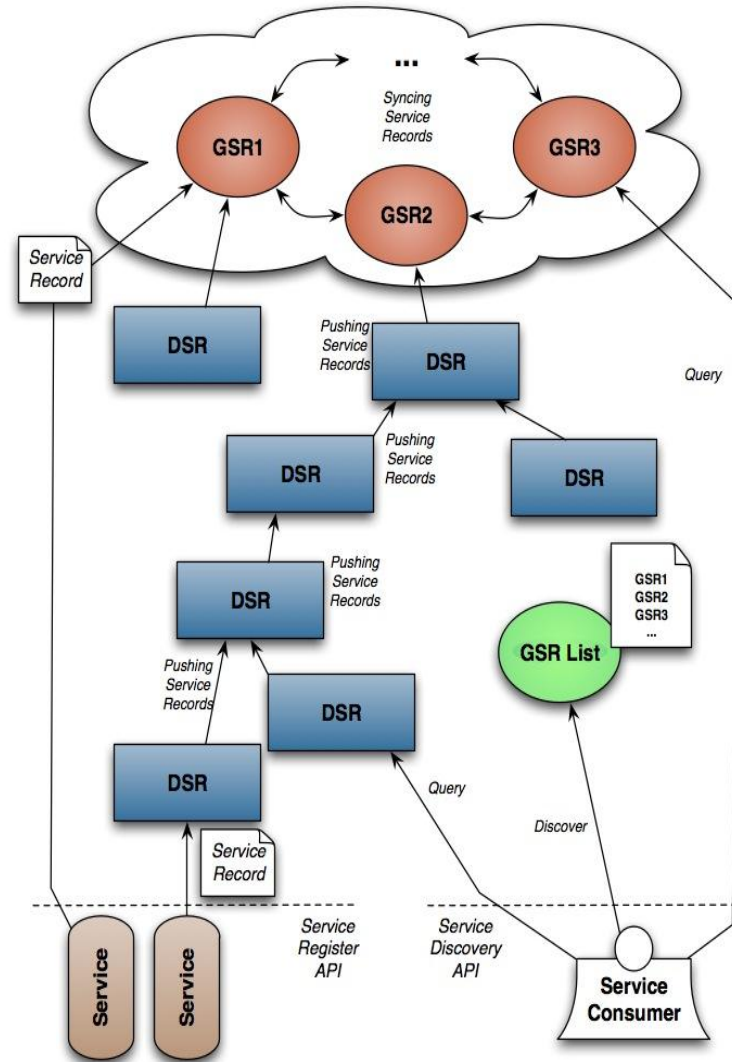 ...
Syncing
Service
Records
GSR1
GSR3
GSR2
Service
Record
DSR
Pushing
Service
Records
DSR
Query
Pushing
Service
Records
DSR
DSR
Pushing
Service
Records
DSR
GSR1
GSR2
GSR3
...
GSR List
Pushing
Service
Records
DSR
DSR
Query
Discover
Service
Record
Service
Register
API
Service
Discovery
API
Service
Service
Service
Consumer